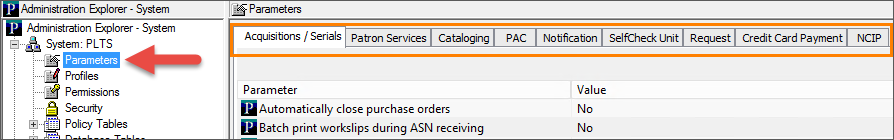 Administration Explorer - System
Administration Explorer - System
System: PLTS
Parameters
Profiles
Permissions
Security
Policy Tables
Database Tables
Parameters
Acquisitions / Serials Patron Services Cataloging PAC Notification SelfCheck Unit Request Credit Card Payment NCIP
Parameter Value
Automatically close purchase orders No
Batch print workslips during ASN receiving No